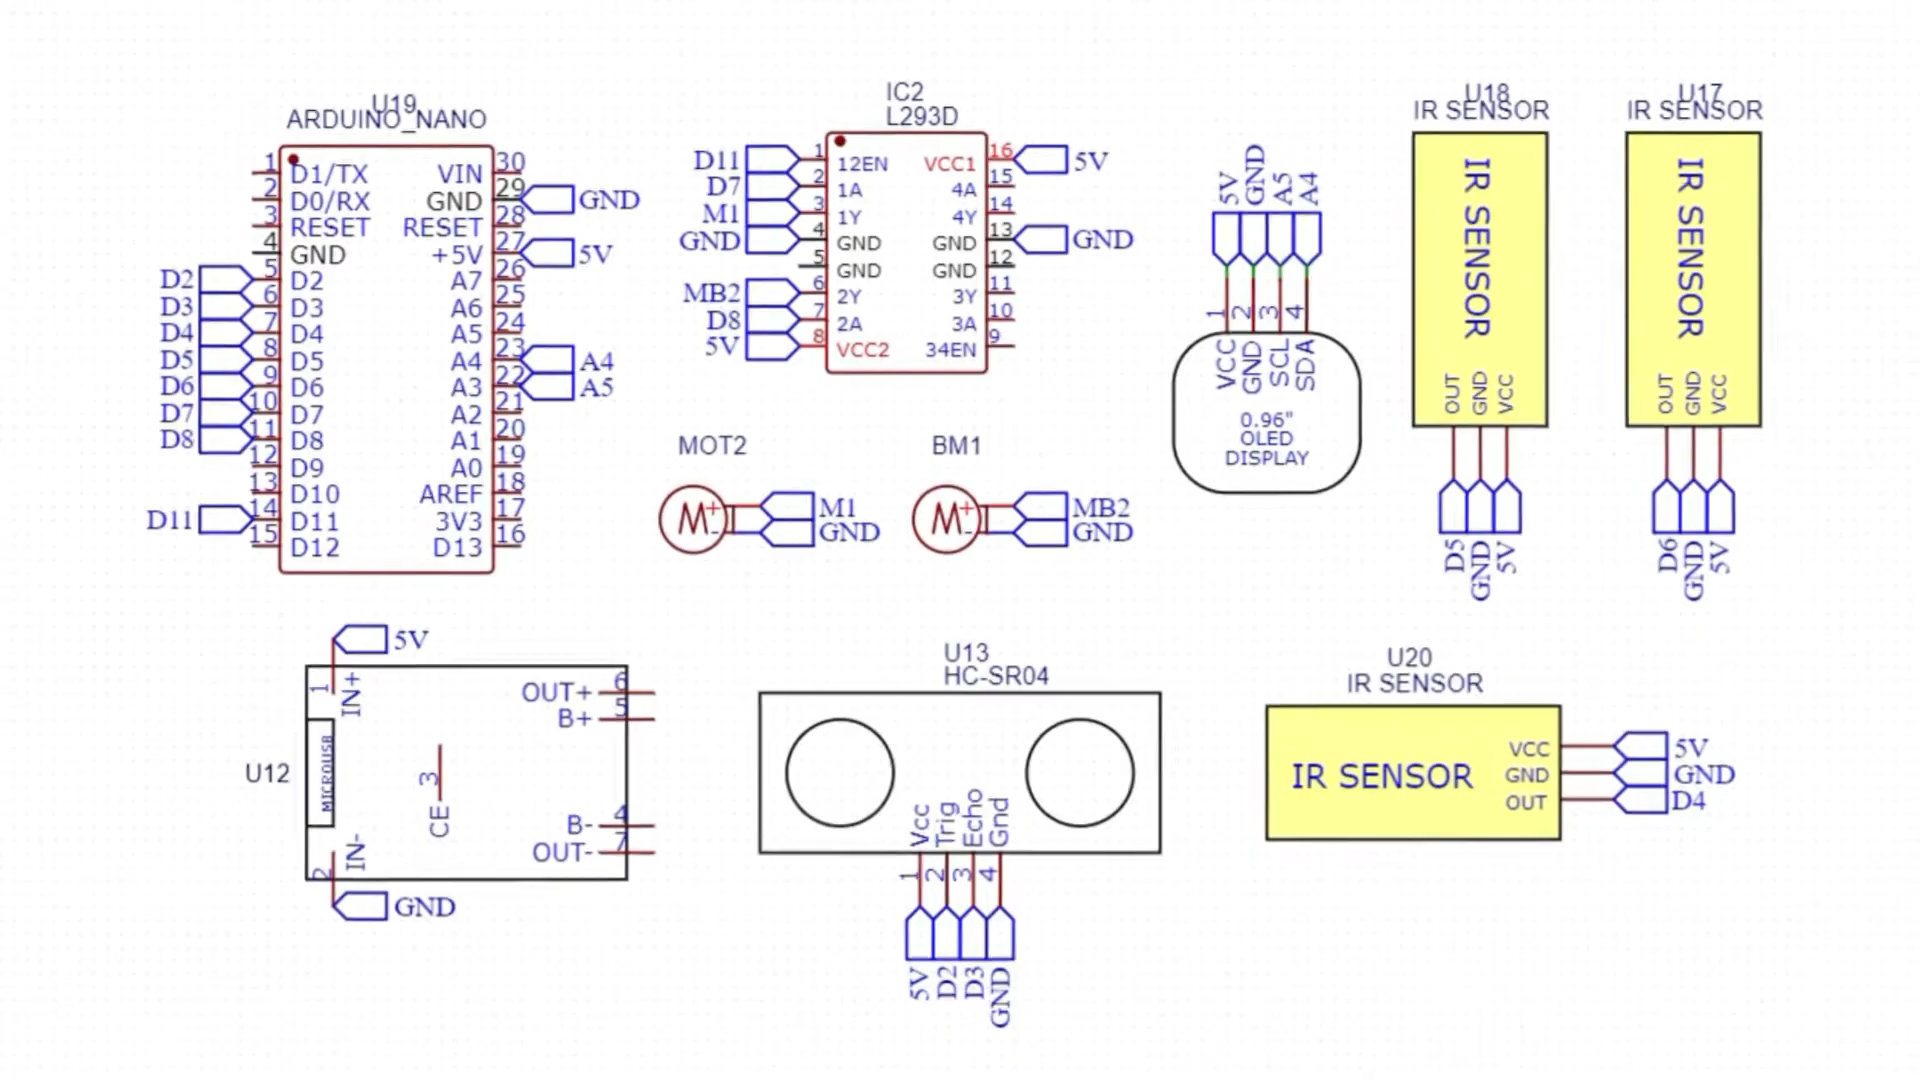 U19
ARDUINO_NANO
1 D1/TX VIN 30
2 D0/RX GND 29 GND
3 RESET RESET 28
4 GND +5V 27 5V
D2 5 D2 A7 26
D3 6 D3 A6 25
D4 7 D4 A5 24
D5 8 D5 A4 23 A4
D6 9 D6 A3 22 A5
D7 10 D7 A2 21
D8 11 D8 A1 20
12 D9 A0 19
13 D10 AREF 18
D11 14 D11 3V3 17
15 D12 D13 16
IC2
L293D
D11 1 12EN VCC1 16 5V
D7 2 1A 4A 15
M1 3 1Y 4Y 14
GND 4 GND GND 13 GND
5 GND GND 12
MB2 6 2Y 3Y 11
D8 7 2A 3A 10
5V 8 VCC2 34EN 9
MOT2
M + - M1
GND
BM1
M + - MB2
GND
5V GND A5 A4
1 2 3 4
VCC GND SCL SDA
0.96"
OLED
DISPLAY
U18
IR SENSOR
IR SENSOR
OUT GND VCC
D5 GND 5V
U17
IR SENSOR
IR SENSOR
OUT GND VCC
D6 GND 5V
5V
1 IN+
OUT+ 6
B+ 5
U12
MICROUSB
3 CE
B- 4
OUT- 7
2 IN-
GND
U13
HC-SR04
Vcc Trig Echo Gnd
1 2 3 4
5V D2 D3 GND
U20
IR SENSOR
IR SENSOR
VCC 5V
GND GND
OUT D4